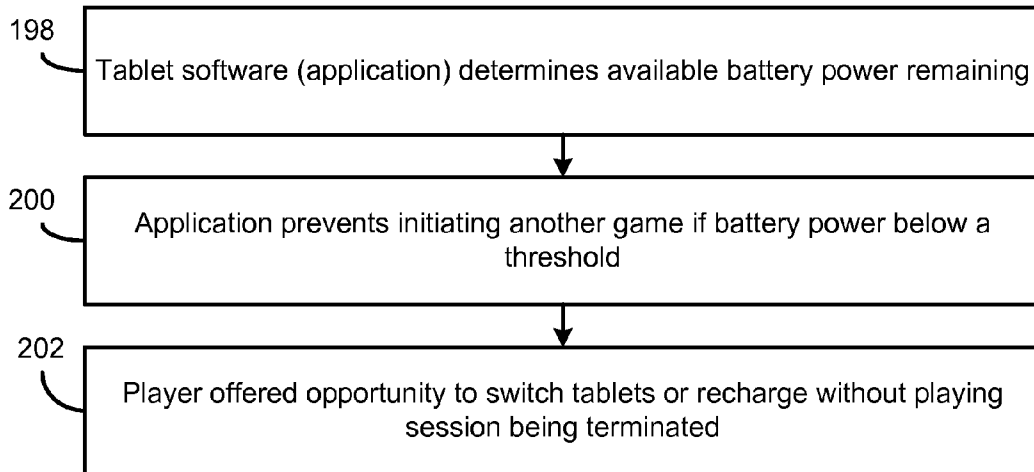 198
Tablet software (application) determines available battery power remaining
200
Application prevents initiating another game if battery power below a
threshold
202
Player offered opportunity to switch tablets or recharge without playing
session being terminated